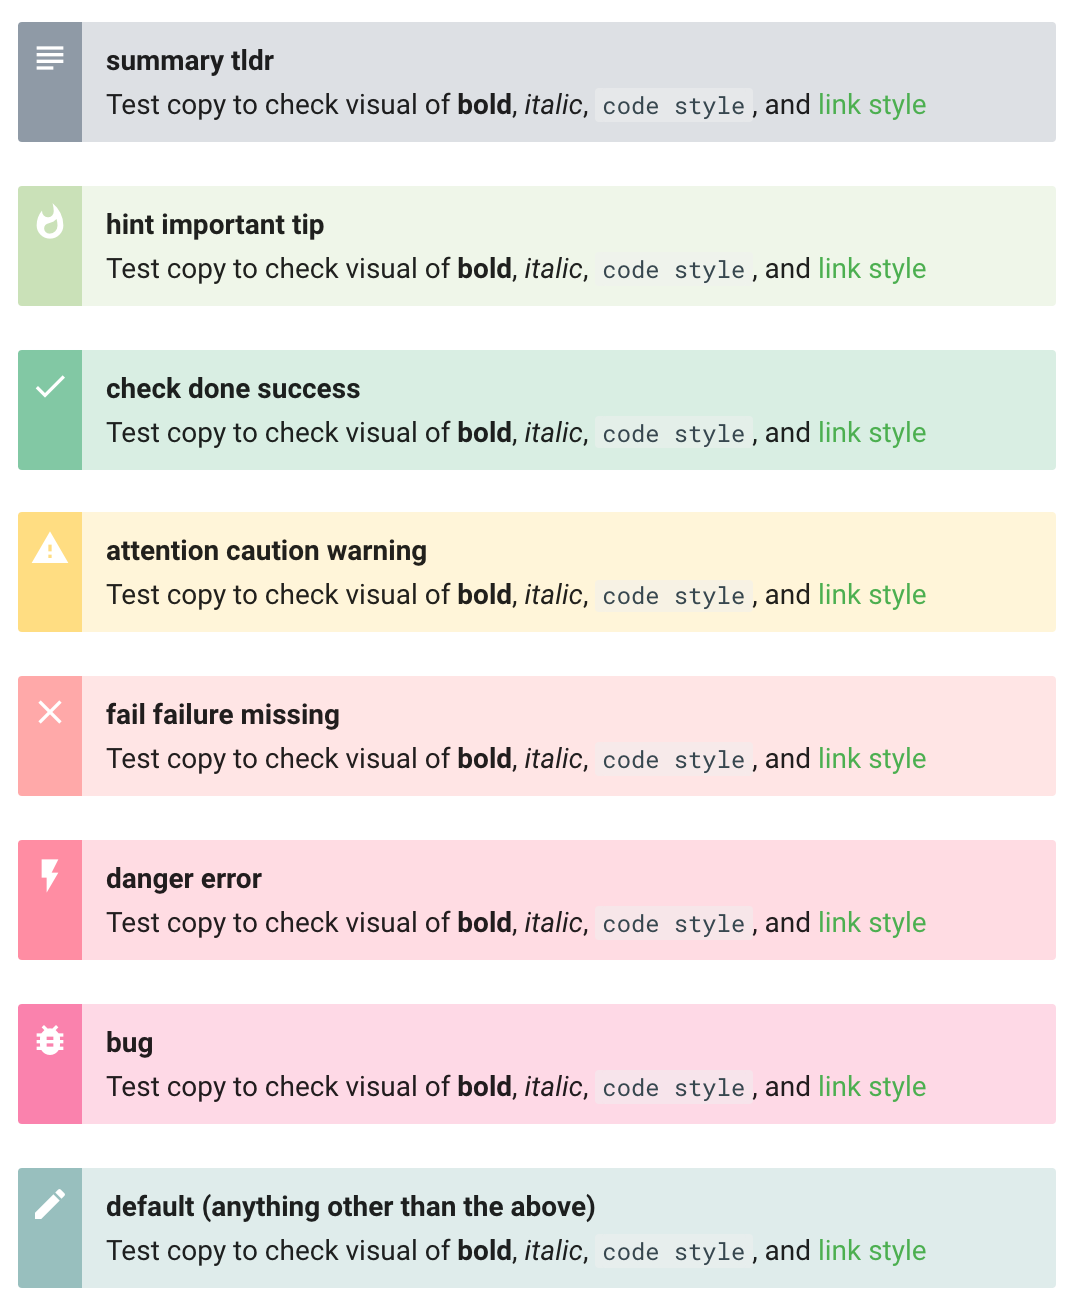 summary tldr
Test copy to check visual of bold, italic, code style, and link style
hint important tip
Test copy to check visual of bold, italic, code style, and link style
check done success
Test copy to check visual of bold, italic, code style, and link style
attention caution warning
Test copy to check visual of bold, italic, code style, and link style
fail failure missing
Test copy to check visual of bold, italic, code style, and link style
danger error
Test copy to check visual of bold, italic, code style, and link style
bug
Test copy to check visual of bold, italic, code style, and link style
default (anything other than the above)
Test copy to check visual of bold, italic, code style, and link style